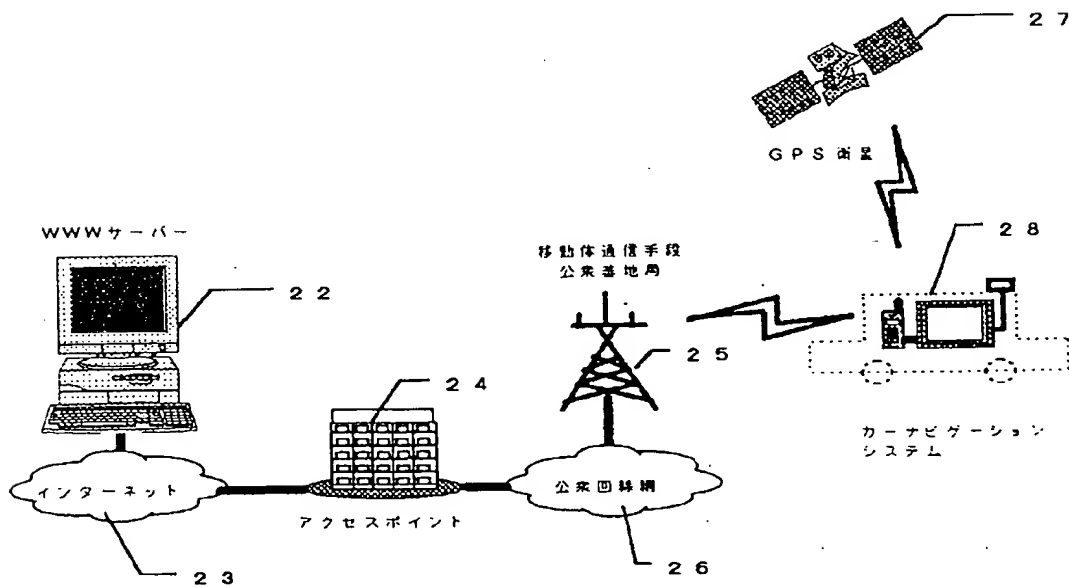 27
GPS衛星
WWWサーバー
22
移動体通信手段
公衆基地局
28
25
24
カーナビゲーション
システム
インターネット
公衆回線網
アクセスポイント
23
26